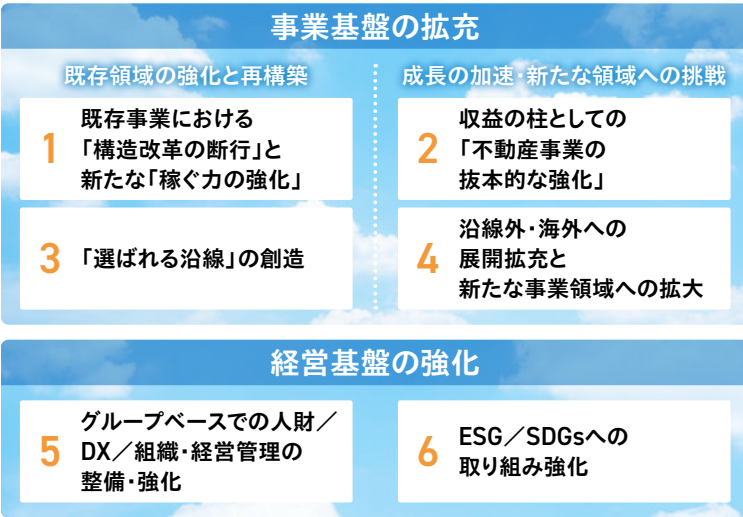 事業基盤の拡充
既存領域の強化と再構築
成長の加速・新たな領域への挑戦
1
既存事業における
「構造改革の断行」と
新たな「稼ぐ力の強化」
2
収益の柱としての
「不動産事業の
抜本的な強化」
3
「選ばれる沿線」の創造
4
沿線外・海外への
展開拡充と
新たな事業領域への拡大
経営基盤の強化
5
グループベースでの人財／
DX／組織・経営管理の
整備・強化
6
ESG／SDGsへの
取り組み強化